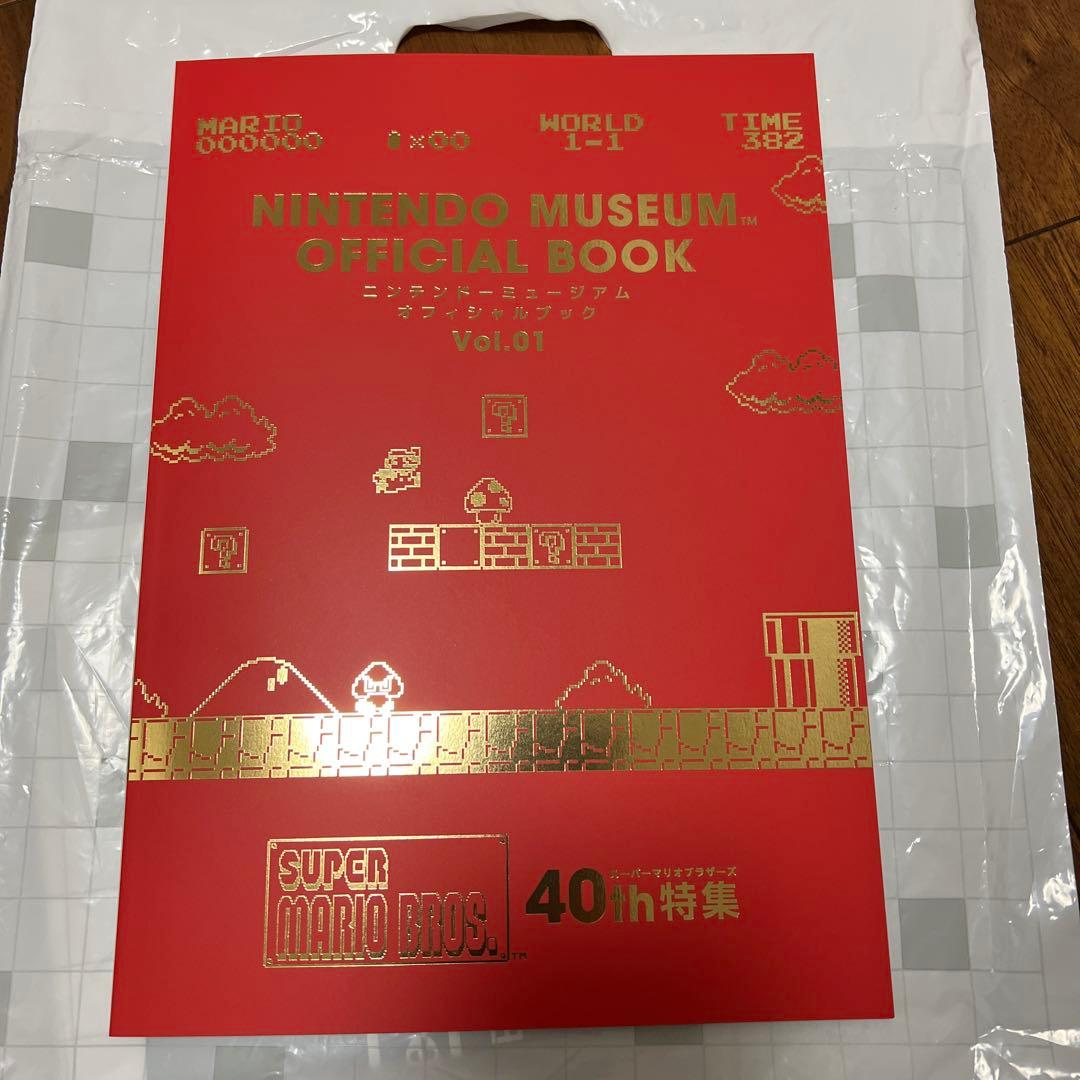 MARIO
000000
×00
WORLD
1-1
TIME
382
NINTENDO MUSEUM™
OFFICIAL BOOK
ニンテンドーミュージアム
オフィシャルブック
Vol.01
?
?
?
SUPER
MARIO BROS.™
スーパーマリオブラザーズ
40th特集